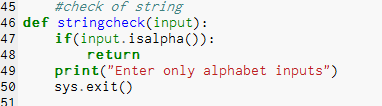 45 #check of string
46 def stringcheck(input):
47 if(input.isalpha()):
48 return
49 print("Enter only alphabet inputs")
50 sys.exit()
51